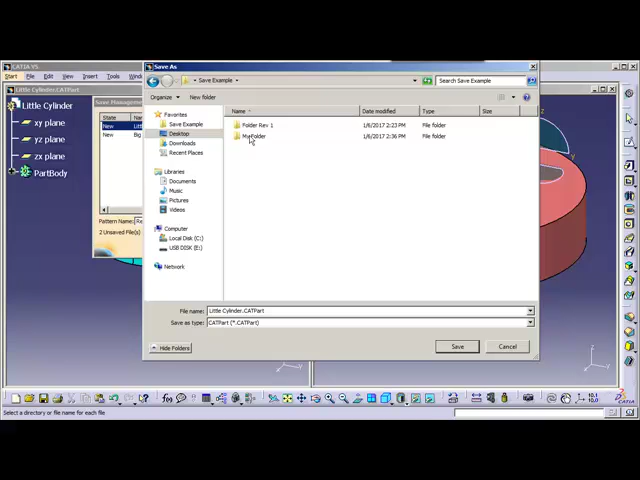 CATIA V5
Start File Edit View Insert Tools
Little Cylinder.CATPart
Little Cylinder
xy plane
yz plane
zx plane
PartBody
Save Manageme
State
New
New
Big
Pattern Name:
2 Unsaved File(s)
Save As
Save Example
Search Save Example
Organize
New folder
Favorites
Save Example
Desktop
Downloads
Recent Places
Libraries
Documents
Music
Pictures
Videos
Computer
Local Disk (C:)
USB DISK (E:)
Network
Name Date modified Type Size
Folder Rev 1 1/6/2017 2:23 PM File folder
MyFolder 1/6/2017 2:36 PM File folder
File name: Little Cylinder.CATPart
Save as type: CATPart (*.CATPart)
Hide Folders
Save
Cancel
Select a directory or file name for each file
CATIA